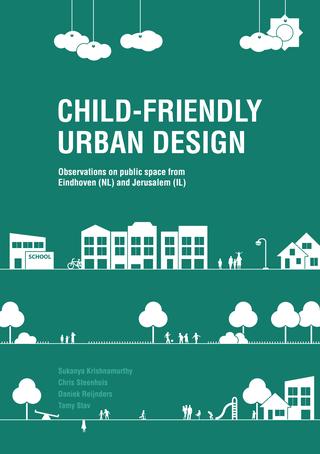 CHILD-FRIENDLY
URBAN DESIGN
Observations on public space from
Eindhoven (NL) and Jerusalem (IL)
SCHOOL
Sukanya Krishnamurthy
Chris Steenhuis
Daniek Reijnders
Tamy Stav